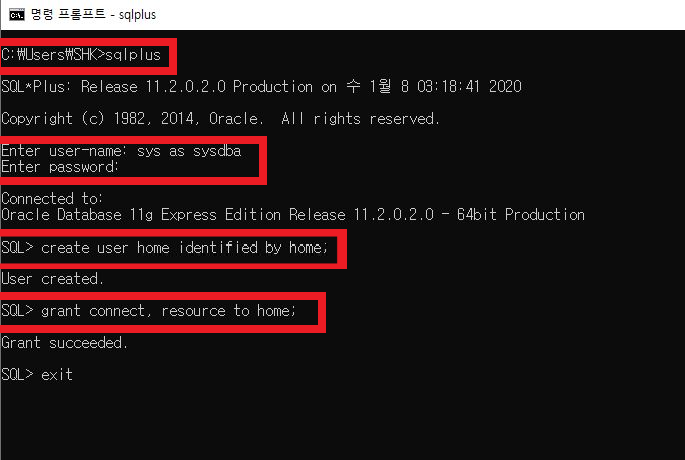 명령 프롬프트 - sqlplus
C:\Users\SHK>sqlplus
SQL*Plus: Release 11.2.0.2.0 Production on 수 1월 8 03:18:41 2020
Copyright (c) 1982, 2014, Oracle.  All rights reserved.
Enter user-name: sys as sysdba
Enter password:
Connected to:
Oracle Database 11g Express Edition Release 11.2.0.2.0 - 64bit Production
SQL> create user home identified by home;
User created.
SQL> grant connect, resource to home;
Grant succeeded.
SQL> exit